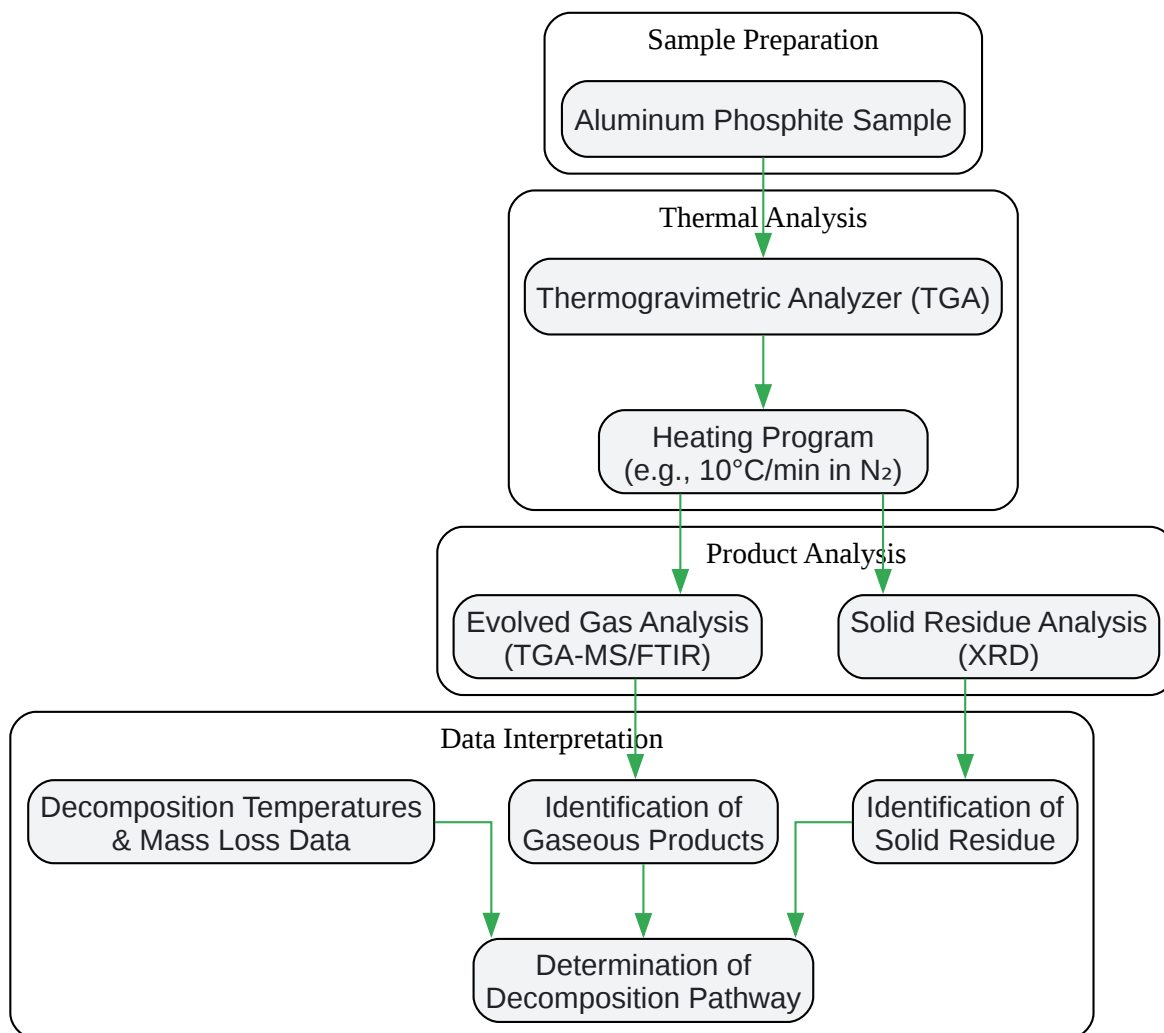 Sample Preparation
Aluminum Phosphite Sample
Thermal Analysis
Thermogravimetric Analyzer (TGA)
Heating Program
(e.g., 10°C/min in N₂)
Product Analysis
Evolved Gas Analysis
(TGA-MS/FTIR)
Solid Residue Analysis
(XRD)
Data Interpretation
Decomposition Temperatures
& Mass Loss Data
Identification of
Gaseous Products
Identification of
Solid Residue
Determination of
Decomposition Pathway